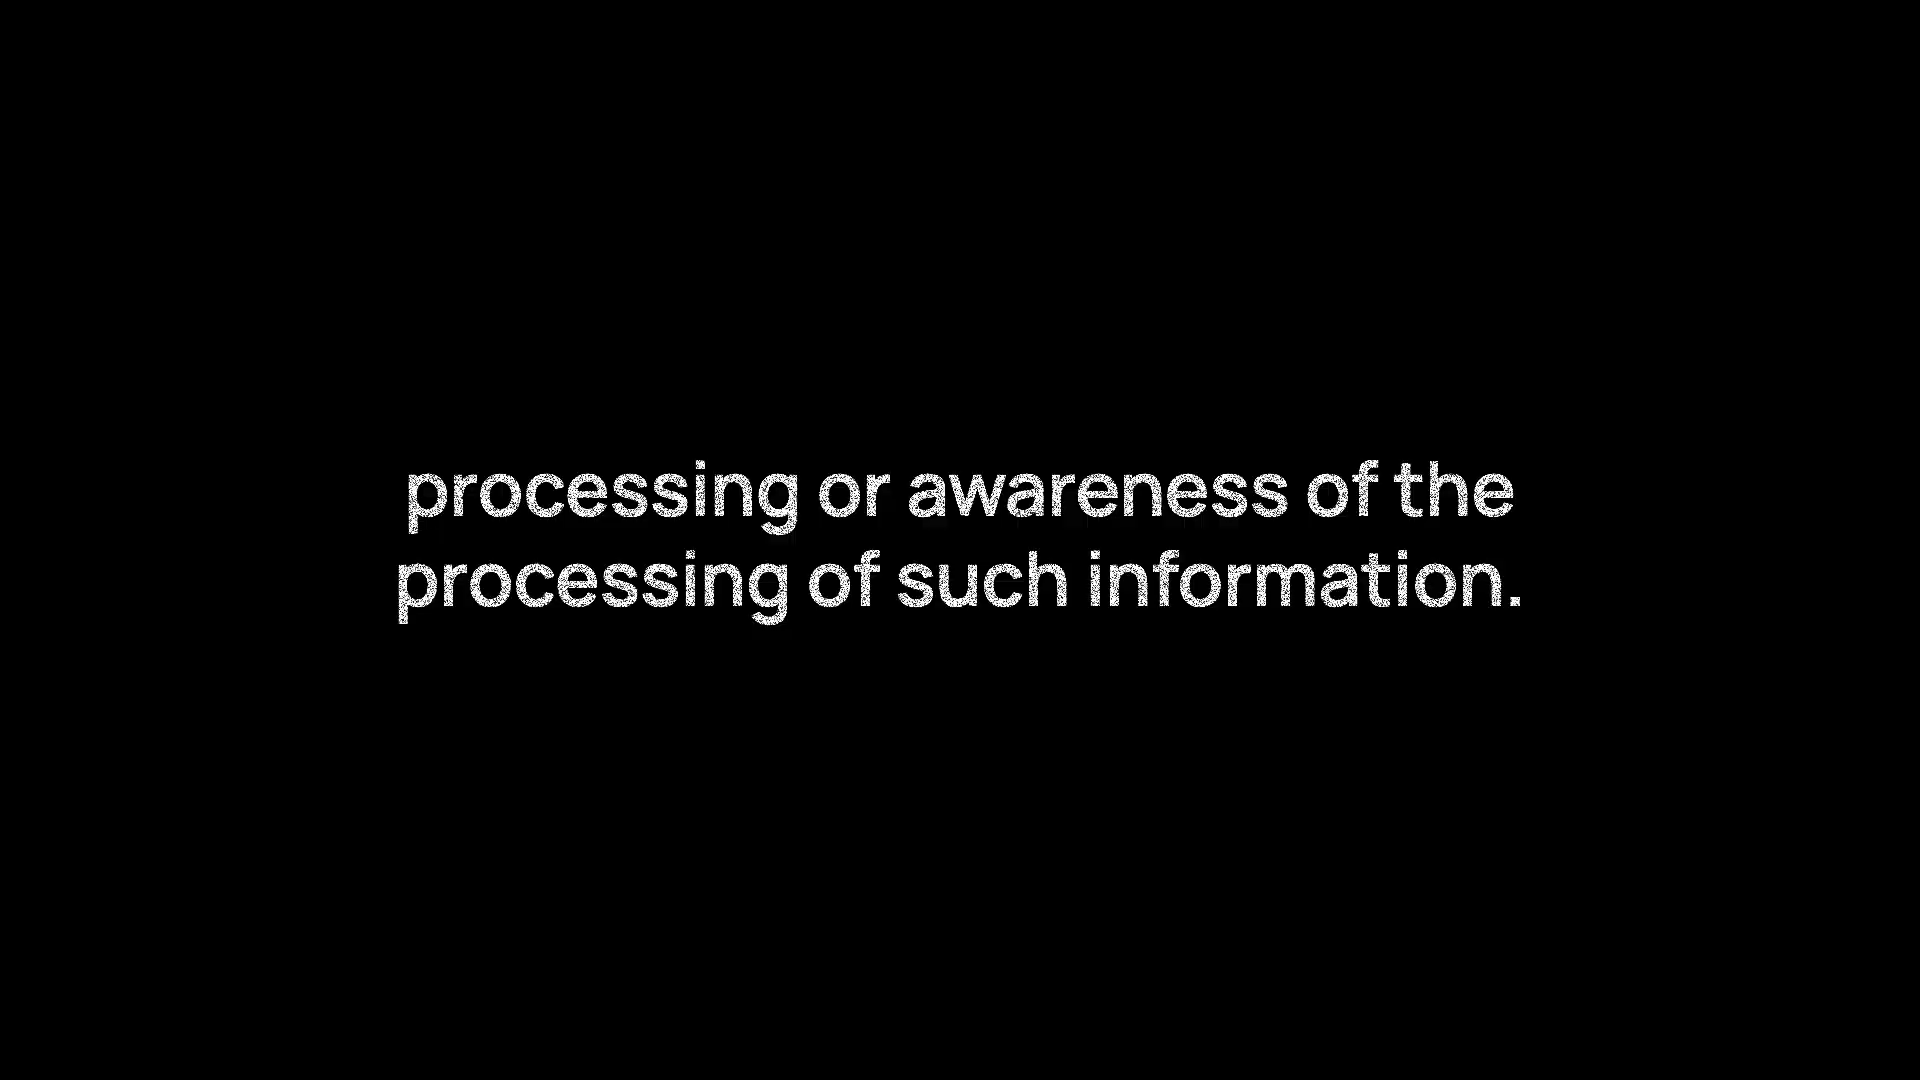 processing or awareness of the
processing of such information.